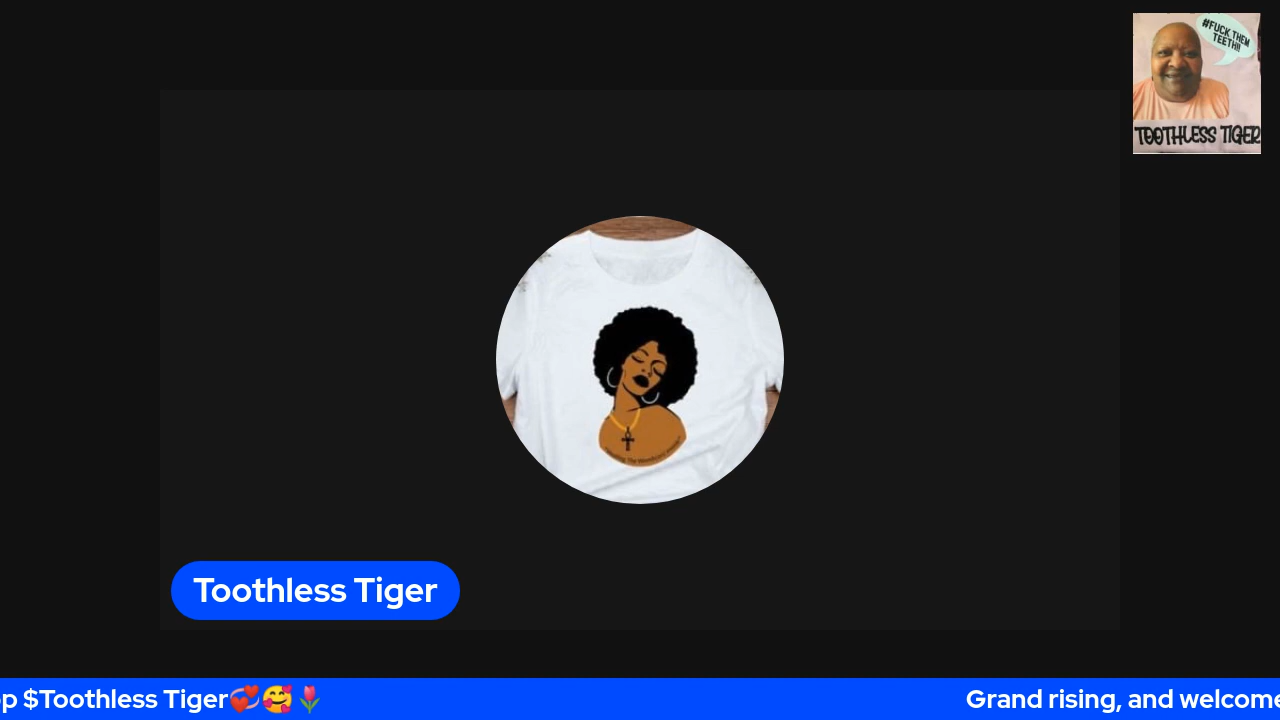 #FUCK THEM
TEETH!!
TOOTHLESS TIGER
Toothless Tiger
$Toothless Tiger💞🥰🌷
Grand rising, and welcome